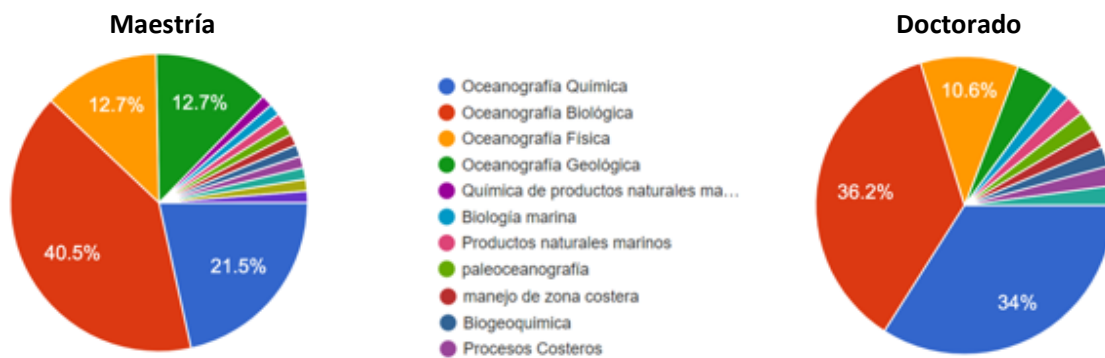 Maestría
12.7%
12.7%
40.5%
21.5%
Oceanografía Química
Oceanografía Biológica
Oceanografía Física
Oceanografía Geológica
Química de productos naturales ma...
Biología marina
Productos naturales marinos
paleoceanografía
manejo de zona costera
Biogeoquimica
Procesos Costeros
Doctorado
10.6%
36.2%
34%